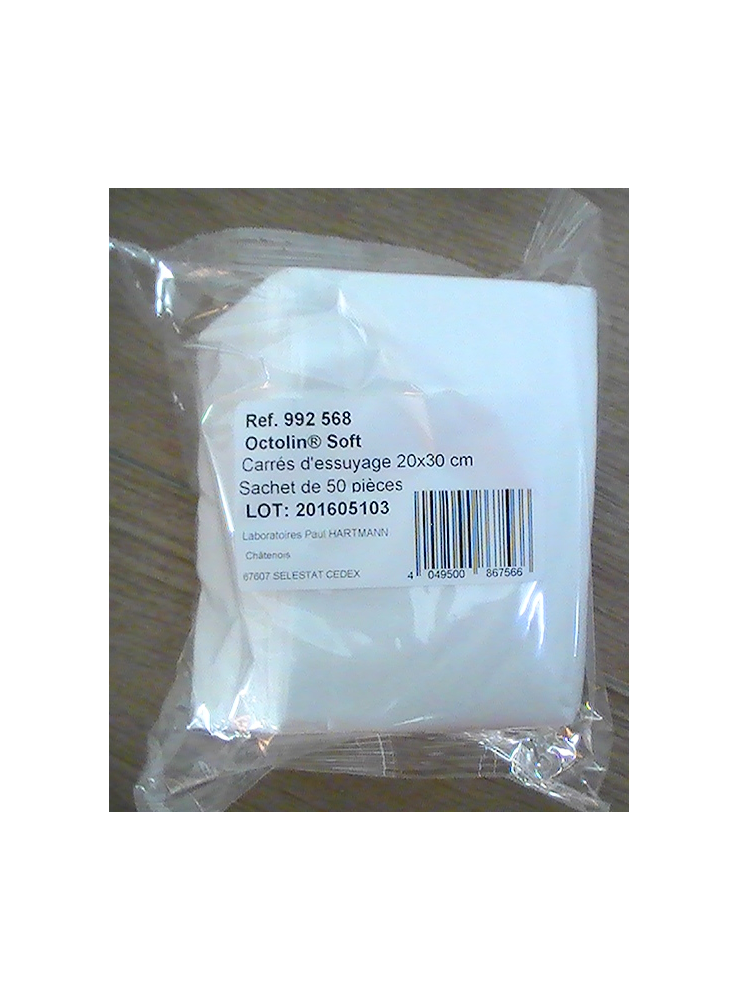 Ref. 992 568
Octolin® Soft
Carrés d'essuyage 20x30 cm
Sachet de 50 pièces
LOT: 201605103
Laboratoires Paul HARTMANN
Châtenois
67607 SELESTAT CEDEX
4 049500 867566